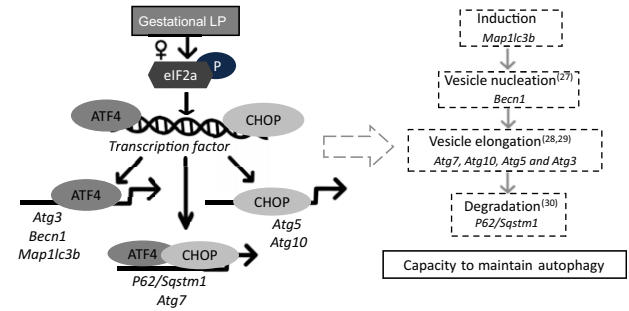 Gestational LP
♀
eIF2a
P
ATF4
CHOP
Transcription factor
ATF4
Atg3
Becn1
Map1lc3b
CHOP
Atg5
Atg10
ATF4
CHOP
P62/Sqstm1
Atg7
Induction
Map1lc3b
Vesicle nucleation(27)
Becn1
Vesicle elongation(28,29)
Atg7, Atg10, Atg5 and Atg3
Degradation(30)
P62/Sqstm1
Capacity to maintain autophagy